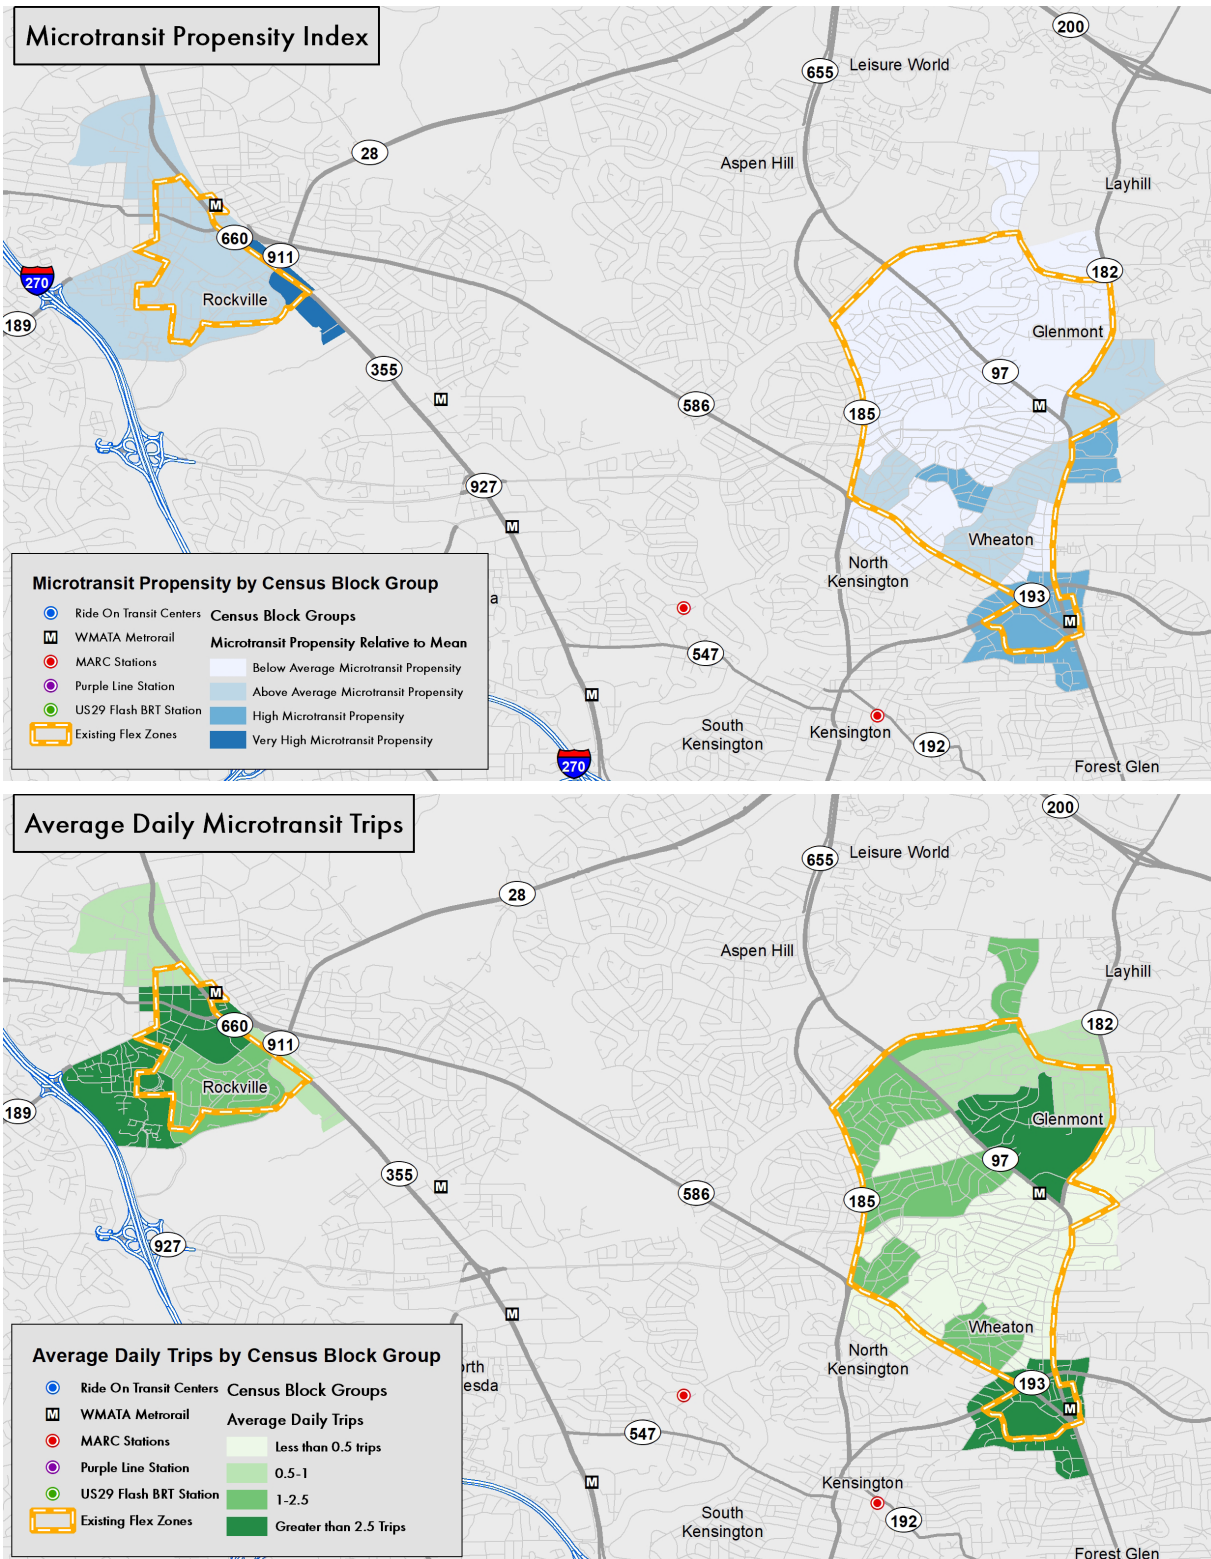 Microtransit Propensity Index
200
655
Leisure World
28
Aspen Hill
Layhill
M
660
911
182
270
Rockville
189
Glenmont
355
97
586
185
M
M
927
M
Wheaton
North
Kensington
193
M
547
M
South
Kensington
Kensington
192
270
Forest Glen
a
Microtransit Propensity by Census Block Group
Ride On Transit Centers
M WMATA Metrorail
MARC Stations
Purple Line Station
US29 Flash BRT Station
Existing Flex Zones
Census Block Groups
Microtransit Propensity Relative to Mean
Below Average Microtransit Propensity
Above Average Microtransit Propensity
High Microtransit Propensity
Very High Microtransit Propensity
Average Daily Microtransit Trips
200
655
Leisure World
28
Aspen Hill
Layhill
M
660
911
182
270
Rockville
189
Glenmont
97
355
M
586
185
M
927
M
Wheaton
North
Kensington
193
M
orth
esda
547
M
Kensington
South
Kensington
192
Forest Glen
Average Daily Trips by Census Block Group
Ride On Transit Centers
M WMATA Metrorail
MARC Stations
Purple Line Station
US29 Flash BRT Station
Existing Flex Zones
Census Block Groups
Average Daily Trips
Less than 0.5 trips
0.5-1
1-2.5
Greater than 2.5 Trips